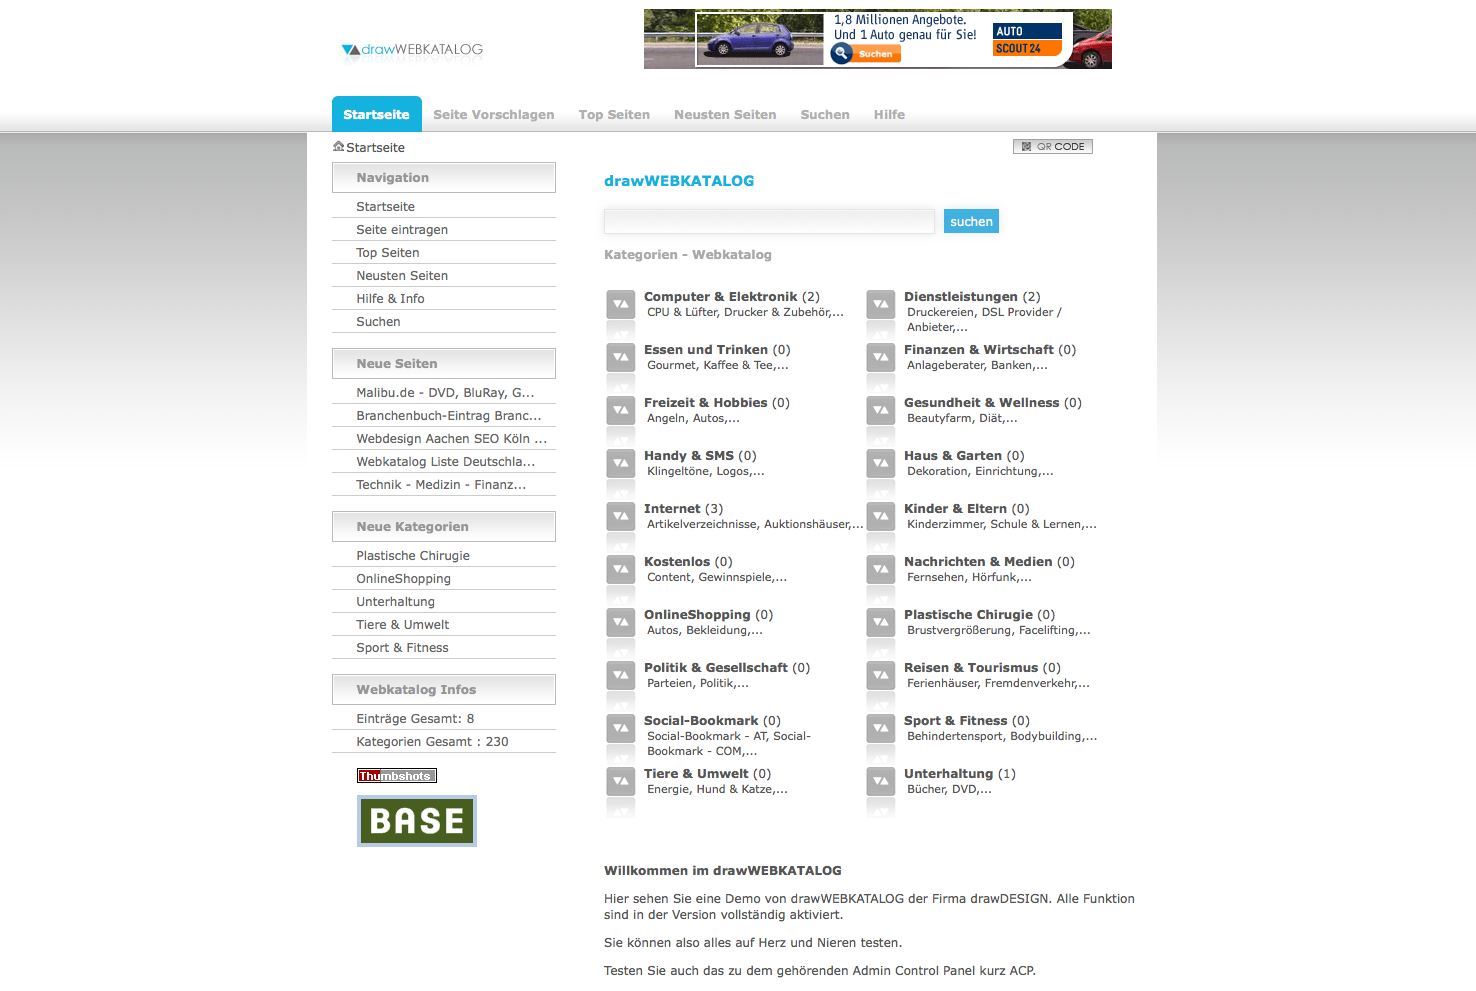 drawWEBKATALOG
1,8 Millionen Angebote.
Und 1 Auto genau für Sie!
Suchen
AUTO
SCOUT24
Startseite
Seite Vorschlagen
Top Seiten
Neusten Seiten
Suchen
Hilfe
Startseite
QR CODE
Navigation
Startseite
Seite eintragen
Top Seiten
Neusten Seiten
Hilfe & Info
Suchen
Neue Seiten
Malibu.de - DVD, BluRay, G...
Branchenbuch-Eintrag Branc...
Webdesign Aachen SEO Köln ...
Webkatalog Liste Deutschla...
Technik - Medizin - Finanz...
Neue Kategorien
Plastische Chirugie
OnlineShopping
Unterhaltung
Tiere & Umwelt
Sport & Fitness
Webkatalog Infos
Einträge Gesamt: 8
Kategorien Gesamt : 230
Thumbshots
BASE
drawWEBKATALOG
suchen
Kategorien - Webkatalog
Computer & Elektronik (2)
CPU & Lüfter, Drucker & Zubehör,...
Dienstleistungen (2)
Druckereien, DSL Provider /
Anbieter,...
Essen und Trinken (0)
Gourmet, Kaffee & Tee,...
Finanzen & Wirtschaft (0)
Anlageberater, Banken,...
Freizeit & Hobbies (0)
Angeln, Autos,...
Gesundheit & Wellness (0)
Beautyfarm, Diät,...
Handy & SMS (0)
Klingeltöne, Logos,...
Haus & Garten (0)
Dekoration, Einrichtung,...
Internet (3)
Artikelverzeichnisse, Auktionshäuser,...
Kinder & Eltern (0)
Kinderzimmer, Schule & Lernen,...
Kostenlos (0)
Content, Gewinnspiele,...
Nachrichten & Medien (0)
Fernsehen, Hörfunk,...
OnlineShopping (0)
Autos, Bekleidung,...
Plastische Chirugie (0)
Brustvergrößerung, Facelifting,...
Politik & Gesellschaft (0)
Parteien, Politik,...
Reisen & Tourismus (0)
Ferienhäuser, Fremdenverkehr,...
Social-Bookmark (0)
Social-Bookmark - AT, Social-
Bookmark - COM,...
Sport & Fitness (0)
Behindertensport, Bodybuilding,...
Tiere & Umwelt (0)
Energie, Hund & Katze,...
Unterhaltung (1)
Bücher, DVD,...
Willkommen im drawWEBKATALOG
Hier sehen Sie eine Demo von drawWEBKATALOG der Firma drawDESIGN. Alle Funktion
sind in der Version vollständig aktiviert.
Sie können also alles auf Herz und Nieren testen.
Testen Sie auch das zu dem gehörenden Admin Control Panel kurz ACP.